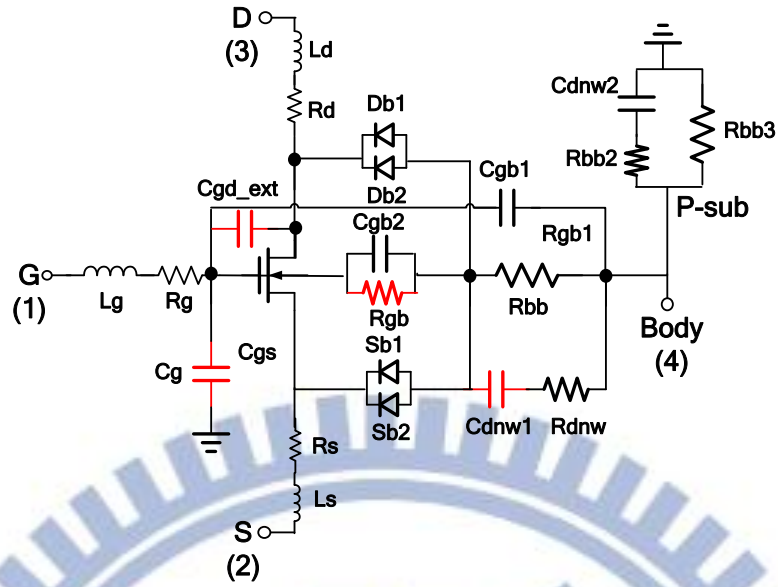 D
(3)
Ld
Rd
Db1
Db2
Cdnw2
Rbb2
Rbb3
P-sub
Cgd_ext
Cgb1
Cgb2
Rgb1
G
(1)
Lg
Rg
Rgb
Rbb
Body
(4)
Cg
Cgs
Sb1
Sb2
Cdnw1
Rdnw
Rs
Ls
S
(2)